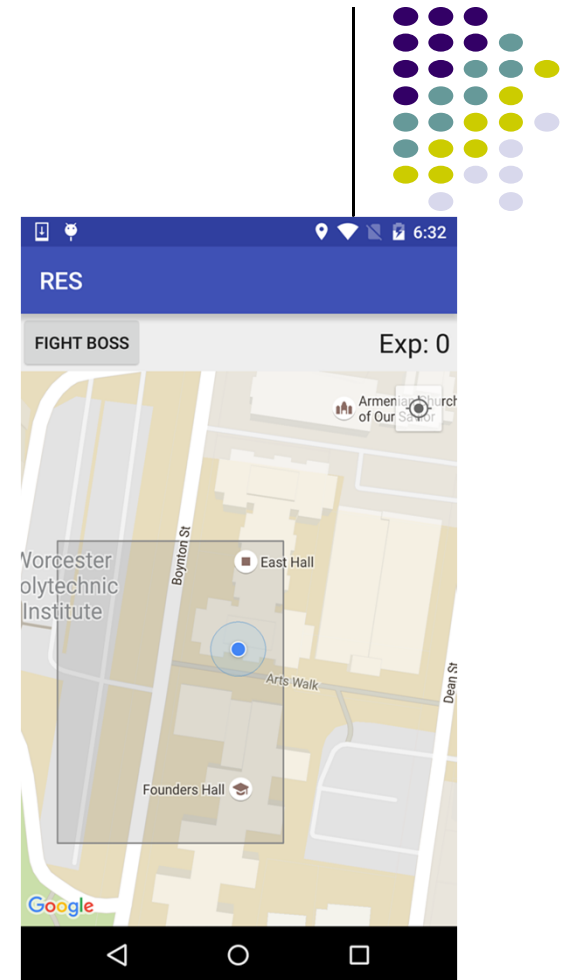 6:32
RES
FIGHT BOSS
Exp: 0
Armenian Church
of Our Savior
Boynton St
Worcester
Polytechnic
Institute
East Hall
Arts Walk
Dean St
Founders Hall
Google